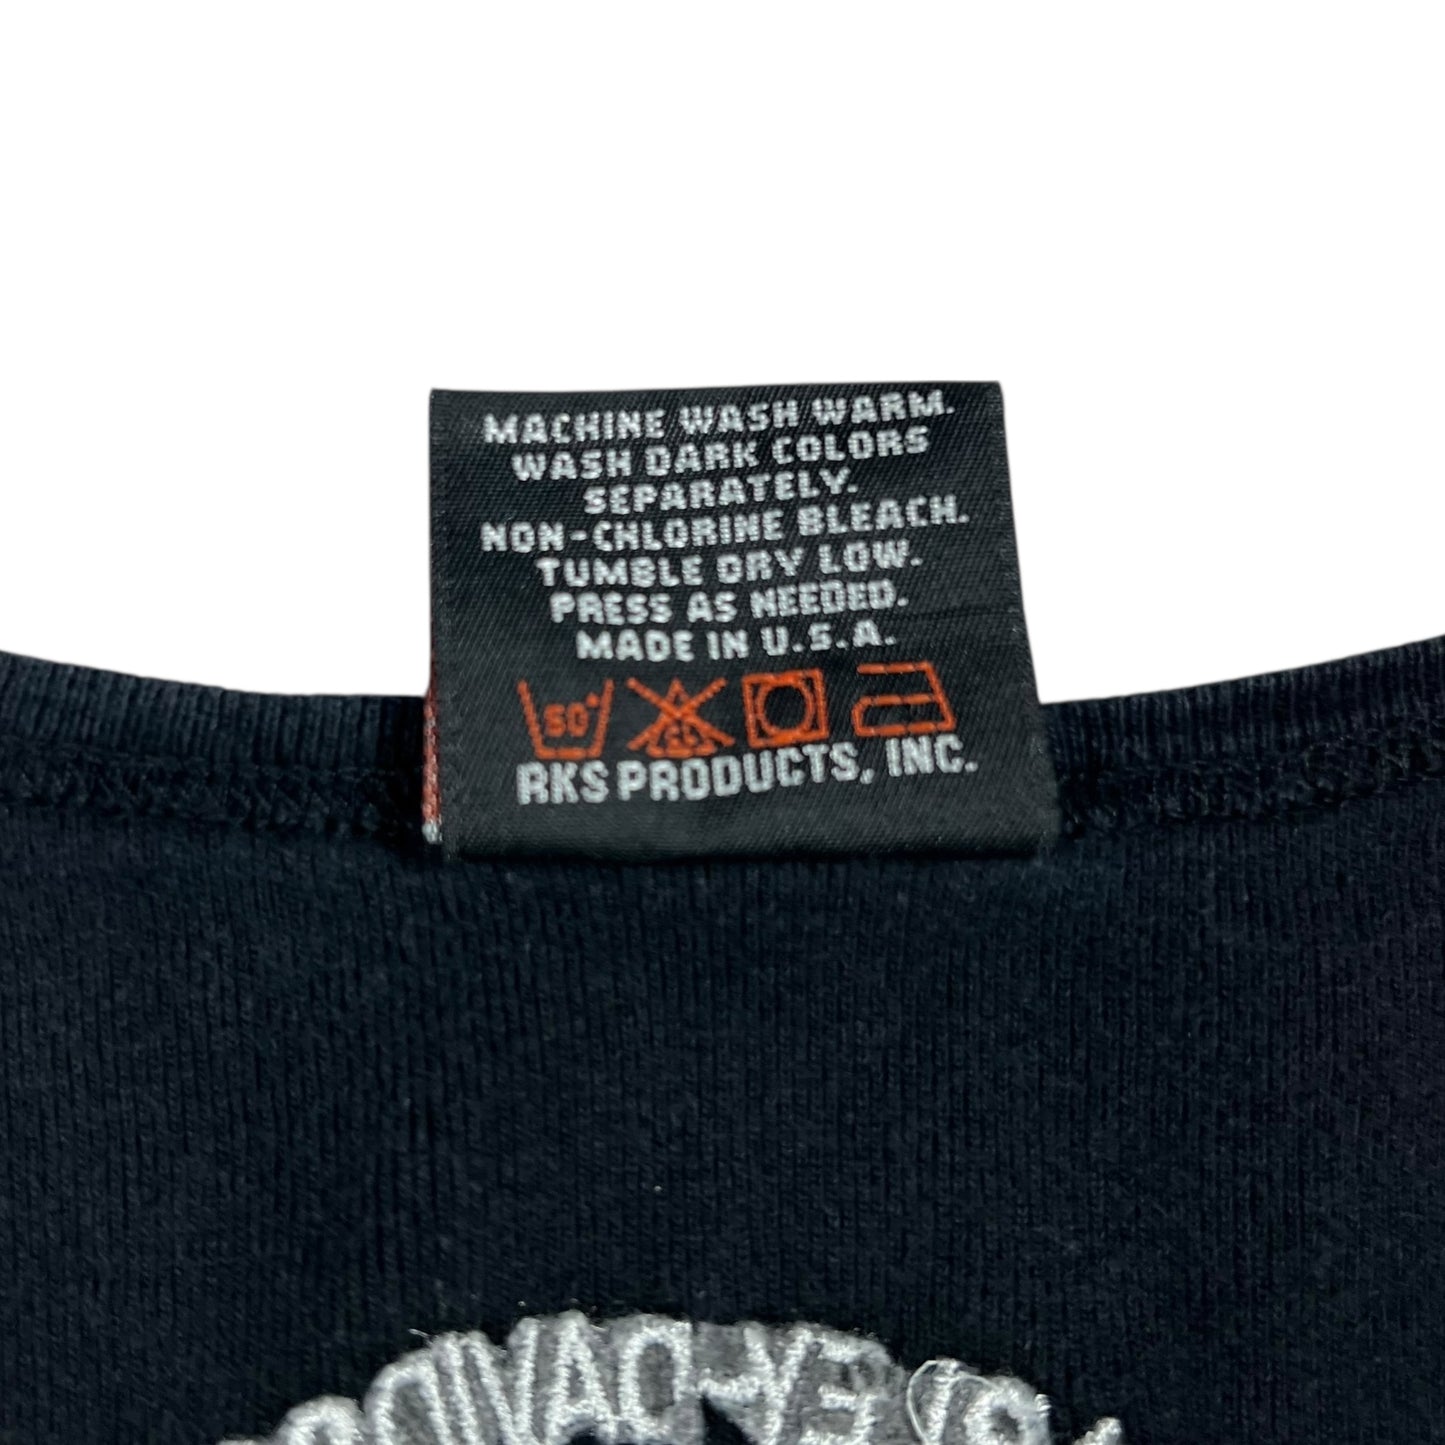 MACHINE WASH WARM.
WASH DARK COLORS
SEPARATELY.
NON-CHLORINE BLEACH.
TUMBLE DRY LOW.
PRESS AS NEEDED.
MADE IN U.S.A.
50°
CL
RKS PRODUCTS, INC.